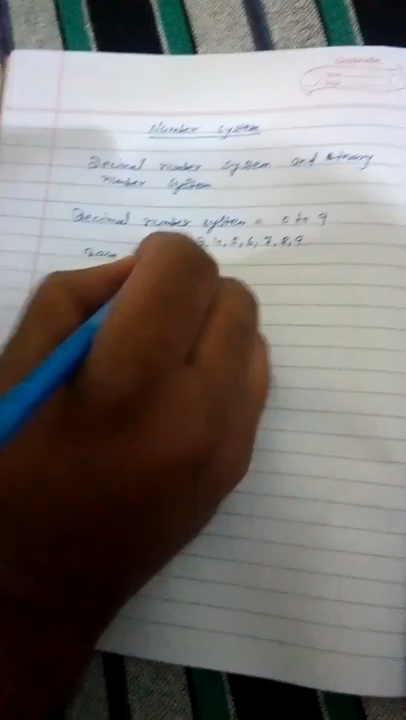 Number system
Decimal number system and binary
number system
Decimal number system = 0 to 9
3, 4, 5, 6, 7, 8, 9
Base